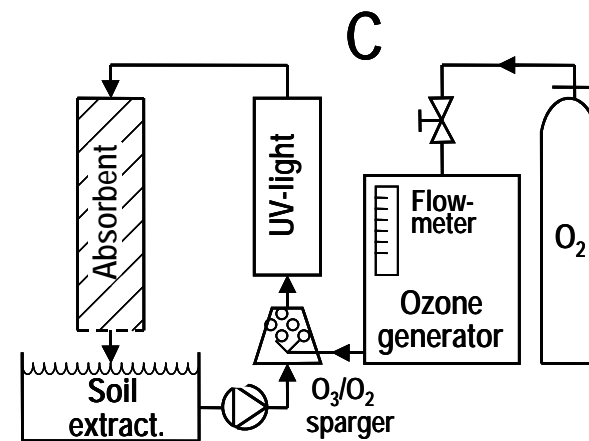 C
Absorbent
UV-light
Flow-
meter
O₂
Ozone
generator
Soil
extract.
O₃/O₂
sparger